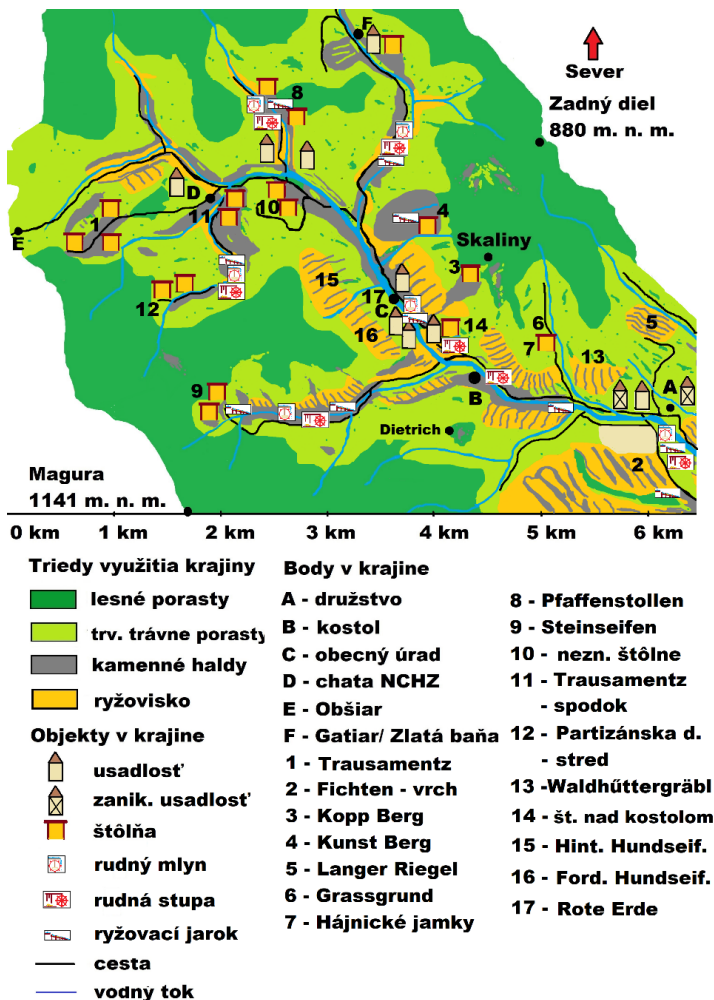 F
Sever
Zadný diel
880 m. n. m.
8
D
11
10
1
E
4
Skaliny
3
15
17
C
12
16
14
6
7
5
13
9
B
A
Dietrich
2
Magura
1141 m. n. m.
0 km 1 km 2 km 3 km 4 km 5 km 6 km
Triedy využitia krajiny
lesné porasty
trv. trávne porasty
kamenné haldy
ryžovisko
Objekty v krajine
usadlosť
zanik. usadlosť
štôlňa
rudný mlyn
rudná stupa
ryžovací jarok
cesta
vodný tok
Body v krajine
A - družstvo
B - kostol
C - obecný úrad
D - chata NCHZ
E - Obšiar
F - Gatiar/ Zlatá baňa
1 - Trausamentz
2 - Fichten - vrch
3 - Kopp Berg
4 - Kunst Berg
5 - Langer Riegel
6 - Grassgrund
7 - Hájnické jamky
8 - Pfaffenstollen
9 - Steinseifen
10 - nezn. štôlne
11 - Trausamentz
- spodok
12 - Partizánska d.
- stred
13 -Waldhűttergräbl
14 - št. nad kostolom
15 - Hint. Hundseif.
16 - Ford. Hundseif.
17 - Rote Erde